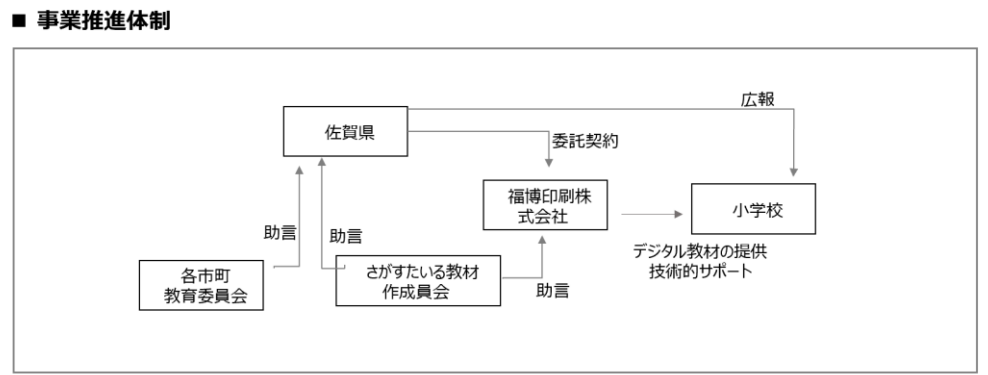 ■ 事業推進体制
広報
佐賀県
委託契約
福博印刷株
式会社
小学校
助言
助言
デジタル教材の提供
技術的サポート
各市町
教育委員会
さがすたいる教材
作成員会
助言